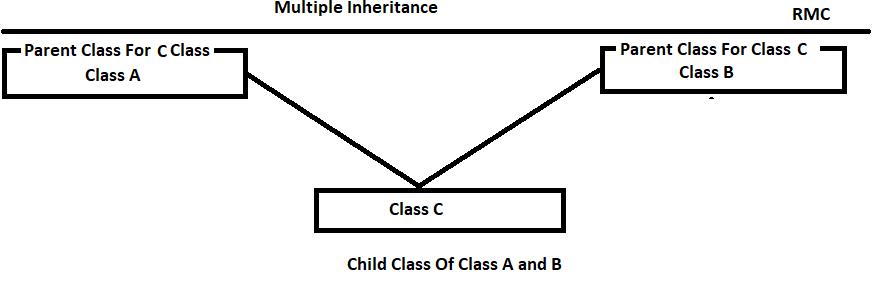 Multiple Inheritance
RMC
Parent Class For C Class
Class A
Parent Class For Class C
Class B
Class C
Child Class Of Class A and B